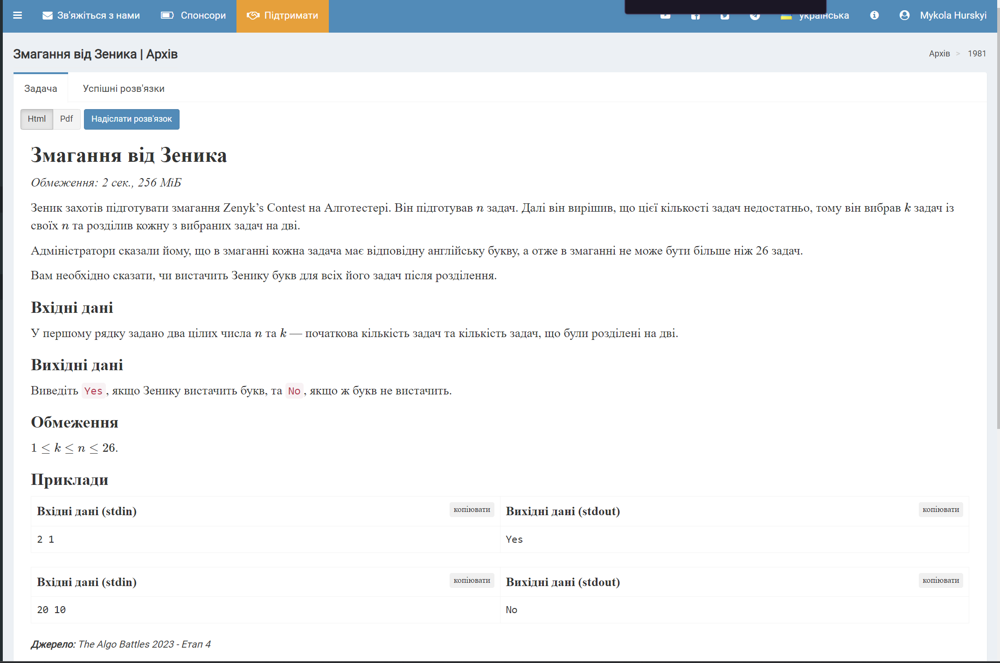 Зв'яжіться з нами Спонсори Підтримати українська Mykola Hurskyi
Змагання від Зеника | Архів
Архів > 1981
Задача Успішні розв'язки
Html Pdf Надіслати розв'язок
Змагання від Зеника
Обмеження: 2 сек., 256 МіБ
Зеник захотів підготувати змагання Zenyk’s Contest на Алготестері. Він підготував n задач. Далі він вирішив, що цієї кількості задач недостатньо, тому він вибрав k задач із
своїх n та розділив кожну з вибраних задач на дві.
Адміністратори сказали йому, що в змаганні кожна задача має відповідну англійську букву, а отже в змаганні не може бути більше ніж 26 задач.
Вам необхідно сказати, чи вистачить Зенику букв для всіх його задач після розділення.
Вхідні дані
У першому рядку задано два цілих числа n та k — початкова кількість задач та кількість задач, що були розділені на дві.
Вихідні дані
Виведіть Yes, якщо Зенику вистачить букв, та No, якщо ж букв не вистачить.
Обмеження
1 ≤ k ≤ n ≤ 26.
Приклади
Вхідні дані (stdin) копіювати Вихідні дані (stdout) копіювати
2 1 Yes
Вхідні дані (stdin) копіювати Вихідні дані (stdout) копіювати
20 10 No
Джерело: The Algo Battles 2023 - Етап 4